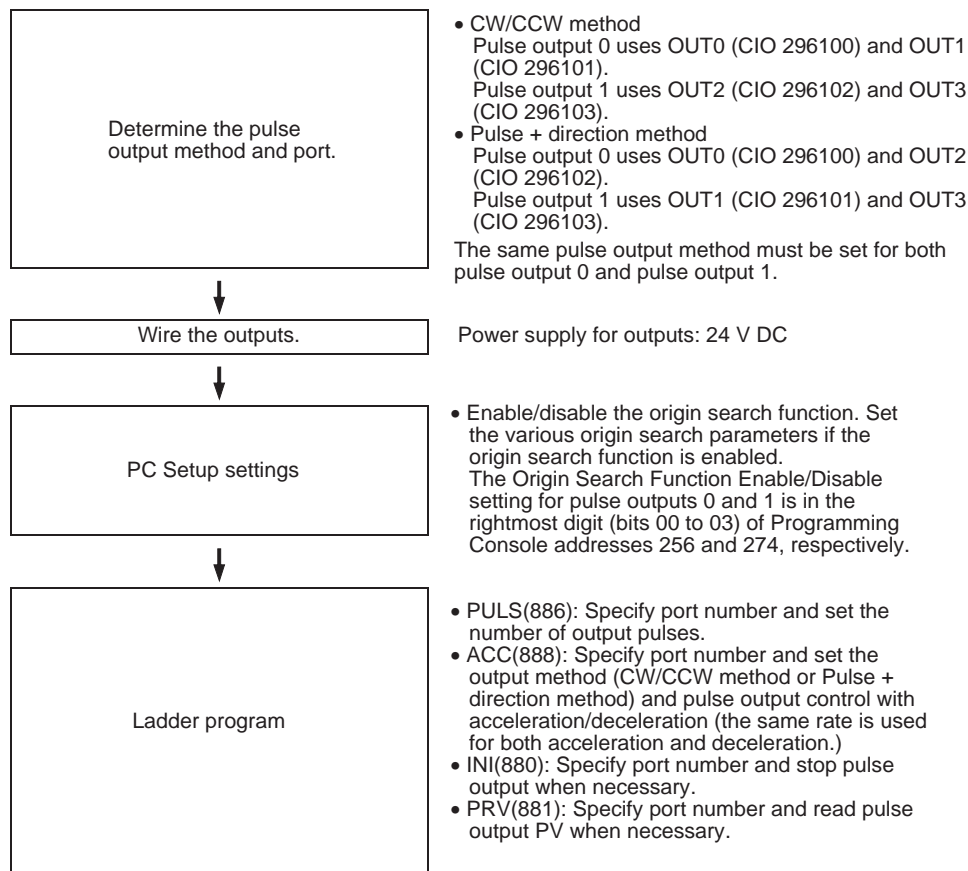 Determine the pulse
output method and port.
• CW/CCW method
Pulse output 0 uses OUT0 (CIO 296100) and OUT1
(CIO 296101).
Pulse output 1 uses OUT2 (CIO 296102) and OUT3
(CIO 296103).
• Pulse + direction method
Pulse output 0 uses OUT0 (CIO 296100) and OUT2
(CIO 296102).
Pulse output 1 uses OUT1 (CIO 296101) and OUT3
(CIO 296103).
The same pulse output method must be set for both
pulse output 0 and pulse output 1.
Wire the outputs.
Power supply for outputs: 24 V DC
PC Setup settings
• Enable/disable the origin search function. Set
the various origin search parameters if the
origin search function is enabled.
The Origin Search Function Enable/Disable
setting for pulse outputs 0 and 1 is in the
rightmost digit (bits 00 to 03) of Programming
Console addresses 256 and 274, respectively.
Ladder program
• PULS(886): Specify port number and set the
number of output pulses.
• ACC(888): Specify port number and set the
output method (CW/CCW method or Pulse +
direction method) and pulse output control with
acceleration/deceleration (the same rate is used
for both acceleration and deceleration.)
• INI(880): Specify port number and stop pulse
output when necessary.
• PRV(881): Specify port number and read pulse
output PV when necessary.